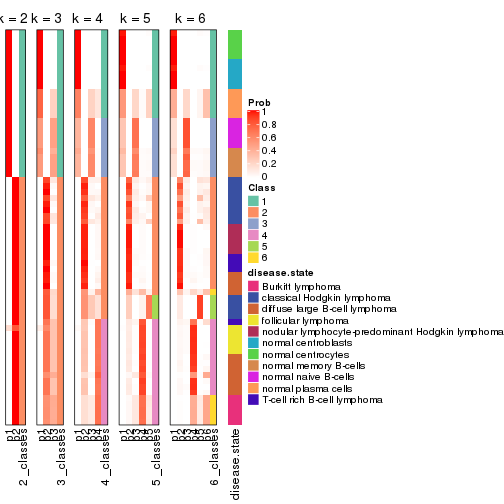 k = 2 k = 3 k = 4 k = 5 k = 6
Prob
1
0.8
0.6
0.4
0.2
0
Class
1
2
3
4
5
6
disease.state
Burkitt lymphoma
classical Hodgkin lymphoma
diffuse large B-cell lymphoma
follicular lymphoma
nodular lymphocyte-predominant Hodgkin lymphoma
normal centroblasts
normal centrocytes
normal memory B-cells
normal naive B-cells
normal plasma cells
T-cell rich B-cell lymphoma
p1
p2
2_classes
p1
p2
p3
3_classes
p1
p2
p3
p4
4_classes
p1
p2
p3
p4
p5
5_classes
p1
p2
p3
p4
p5
p6
6_classes
disease.state